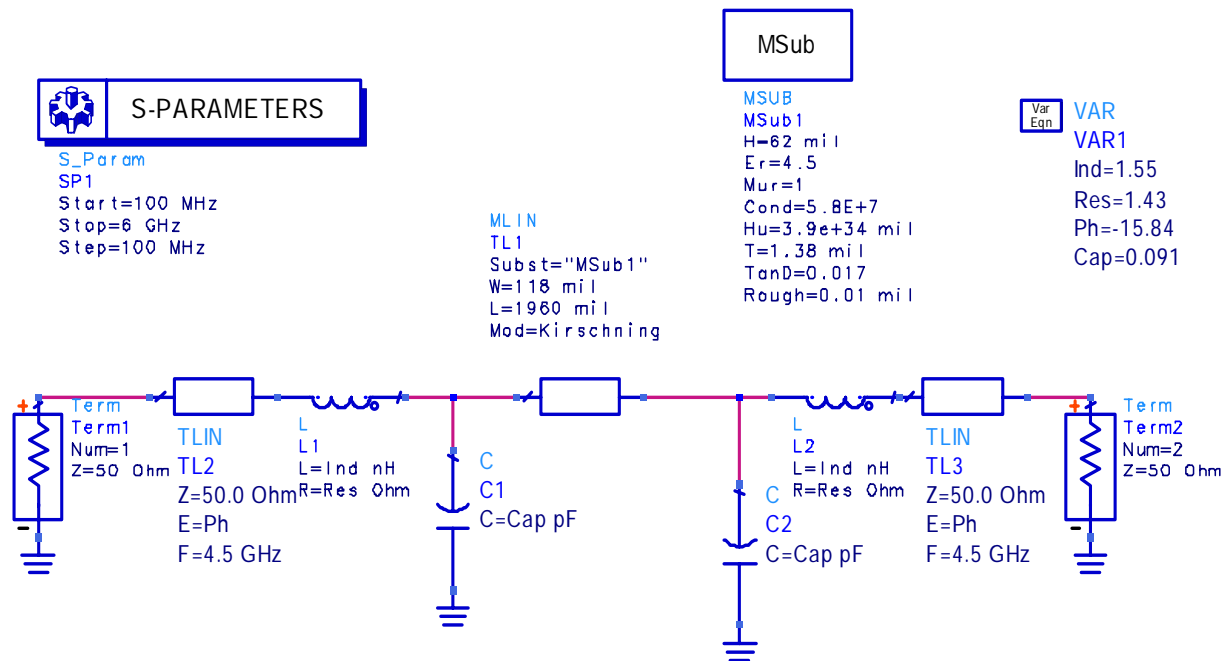 S-PARAMETERS
S_Param
SP1
Start=100 MHz
Stop=6 GHz
Step=100 MHz
MLIN
TL1
Subst="MSub1"
W=118 mil
L=1960 mil
Mod=Kirschning
MSub
MSUB
MSub1
H=62 mil
Er=4.5
Mur=1
Cond=5.8E+7
Hu=3.9e+34 mil
T=1.38 mil
TanD=0.017
Rough=0.01 mil
Var
Eqn
VAR
VAR1
Ind=1.55
Res=1.43
Ph=-15.84
Cap=0.091
+
Term
Term1
Num=1
Z=50 Ohm
-
TLIN
TL2
Z=50.0 Ohm
E=Ph
F=4.5 GHz
L
L1
L=Ind nH
R=Res Ohm
C
C1
C=Cap pF
C
C2
C=Cap pF
L
L2
L=Ind nH
R=Res Ohm
TLIN
TL3
Z=50.0 Ohm
E=Ph
F=4.5 GHz
+
Term
Term2
Num=2
Z=50 Ohm
-